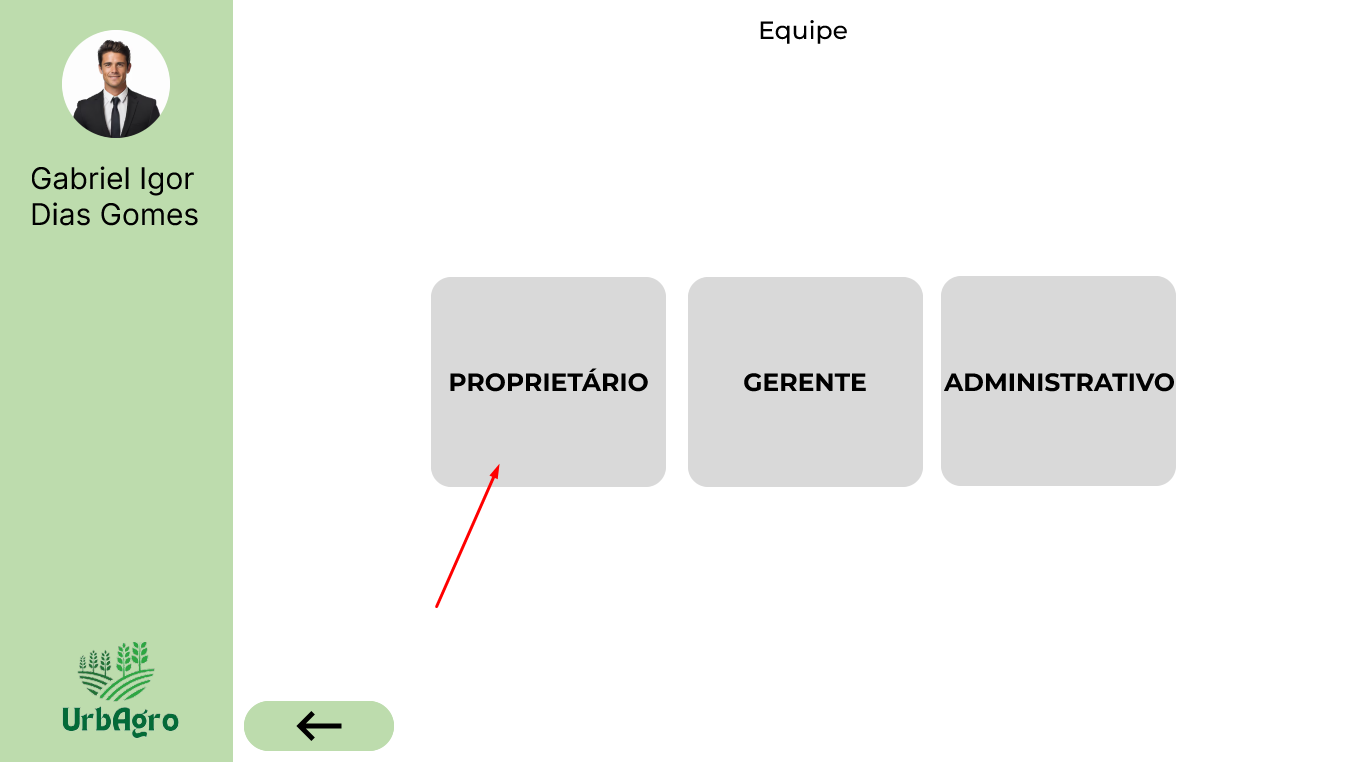 Equipe
Gabriel Igor
Dias Gomes
PROPRIETÁRIO
GERENTE
ADMINISTRATIVO
UrbAgro